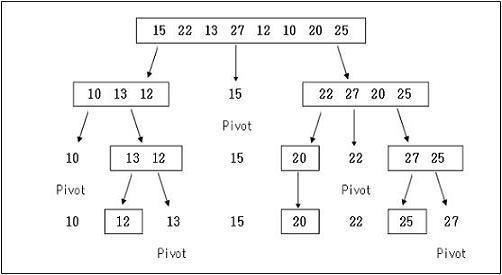 15 22 13 27 12 10 20 25
10 13 12 15 22 27 20 25
Pivot
10 13 12 15 20 22 27 25
Pivot Pivot
10 12 13 15 20 22 25 27
Pivot Pivot